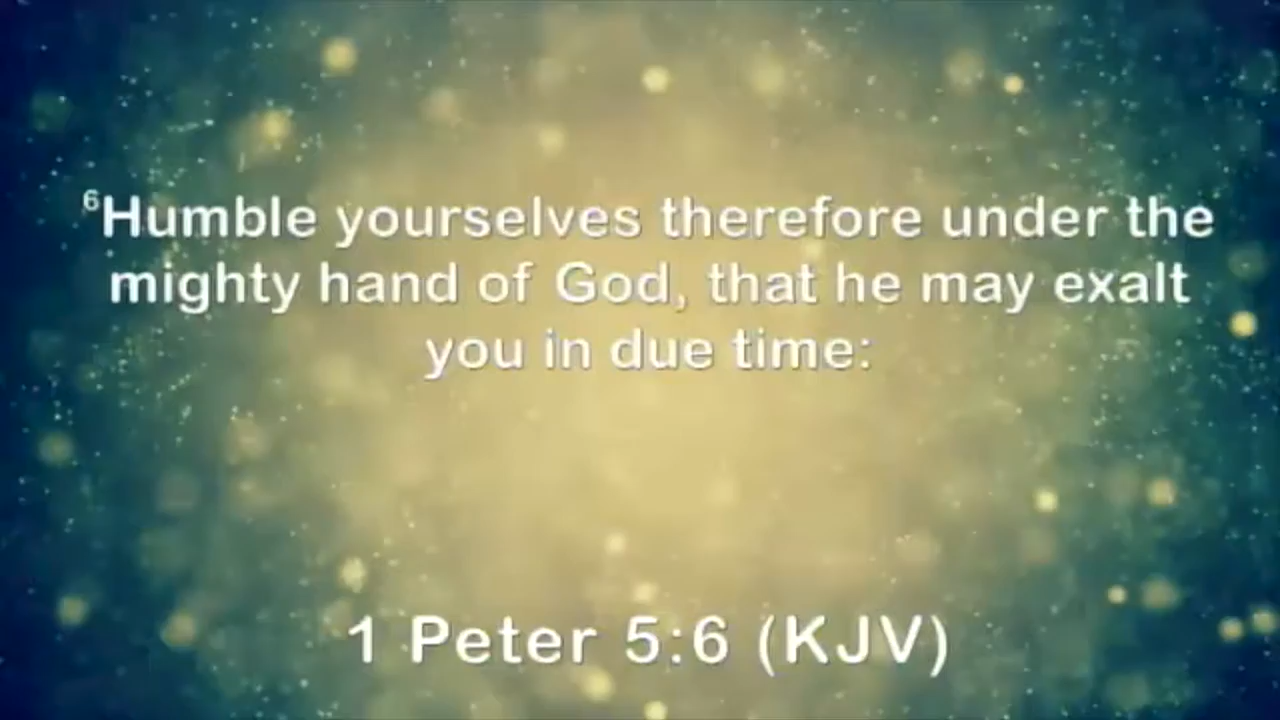 ⁶Humble yourselves therefore under the
mighty hand of God, that he may exalt
you in due time:
1 Peter 5:6 (KJV)